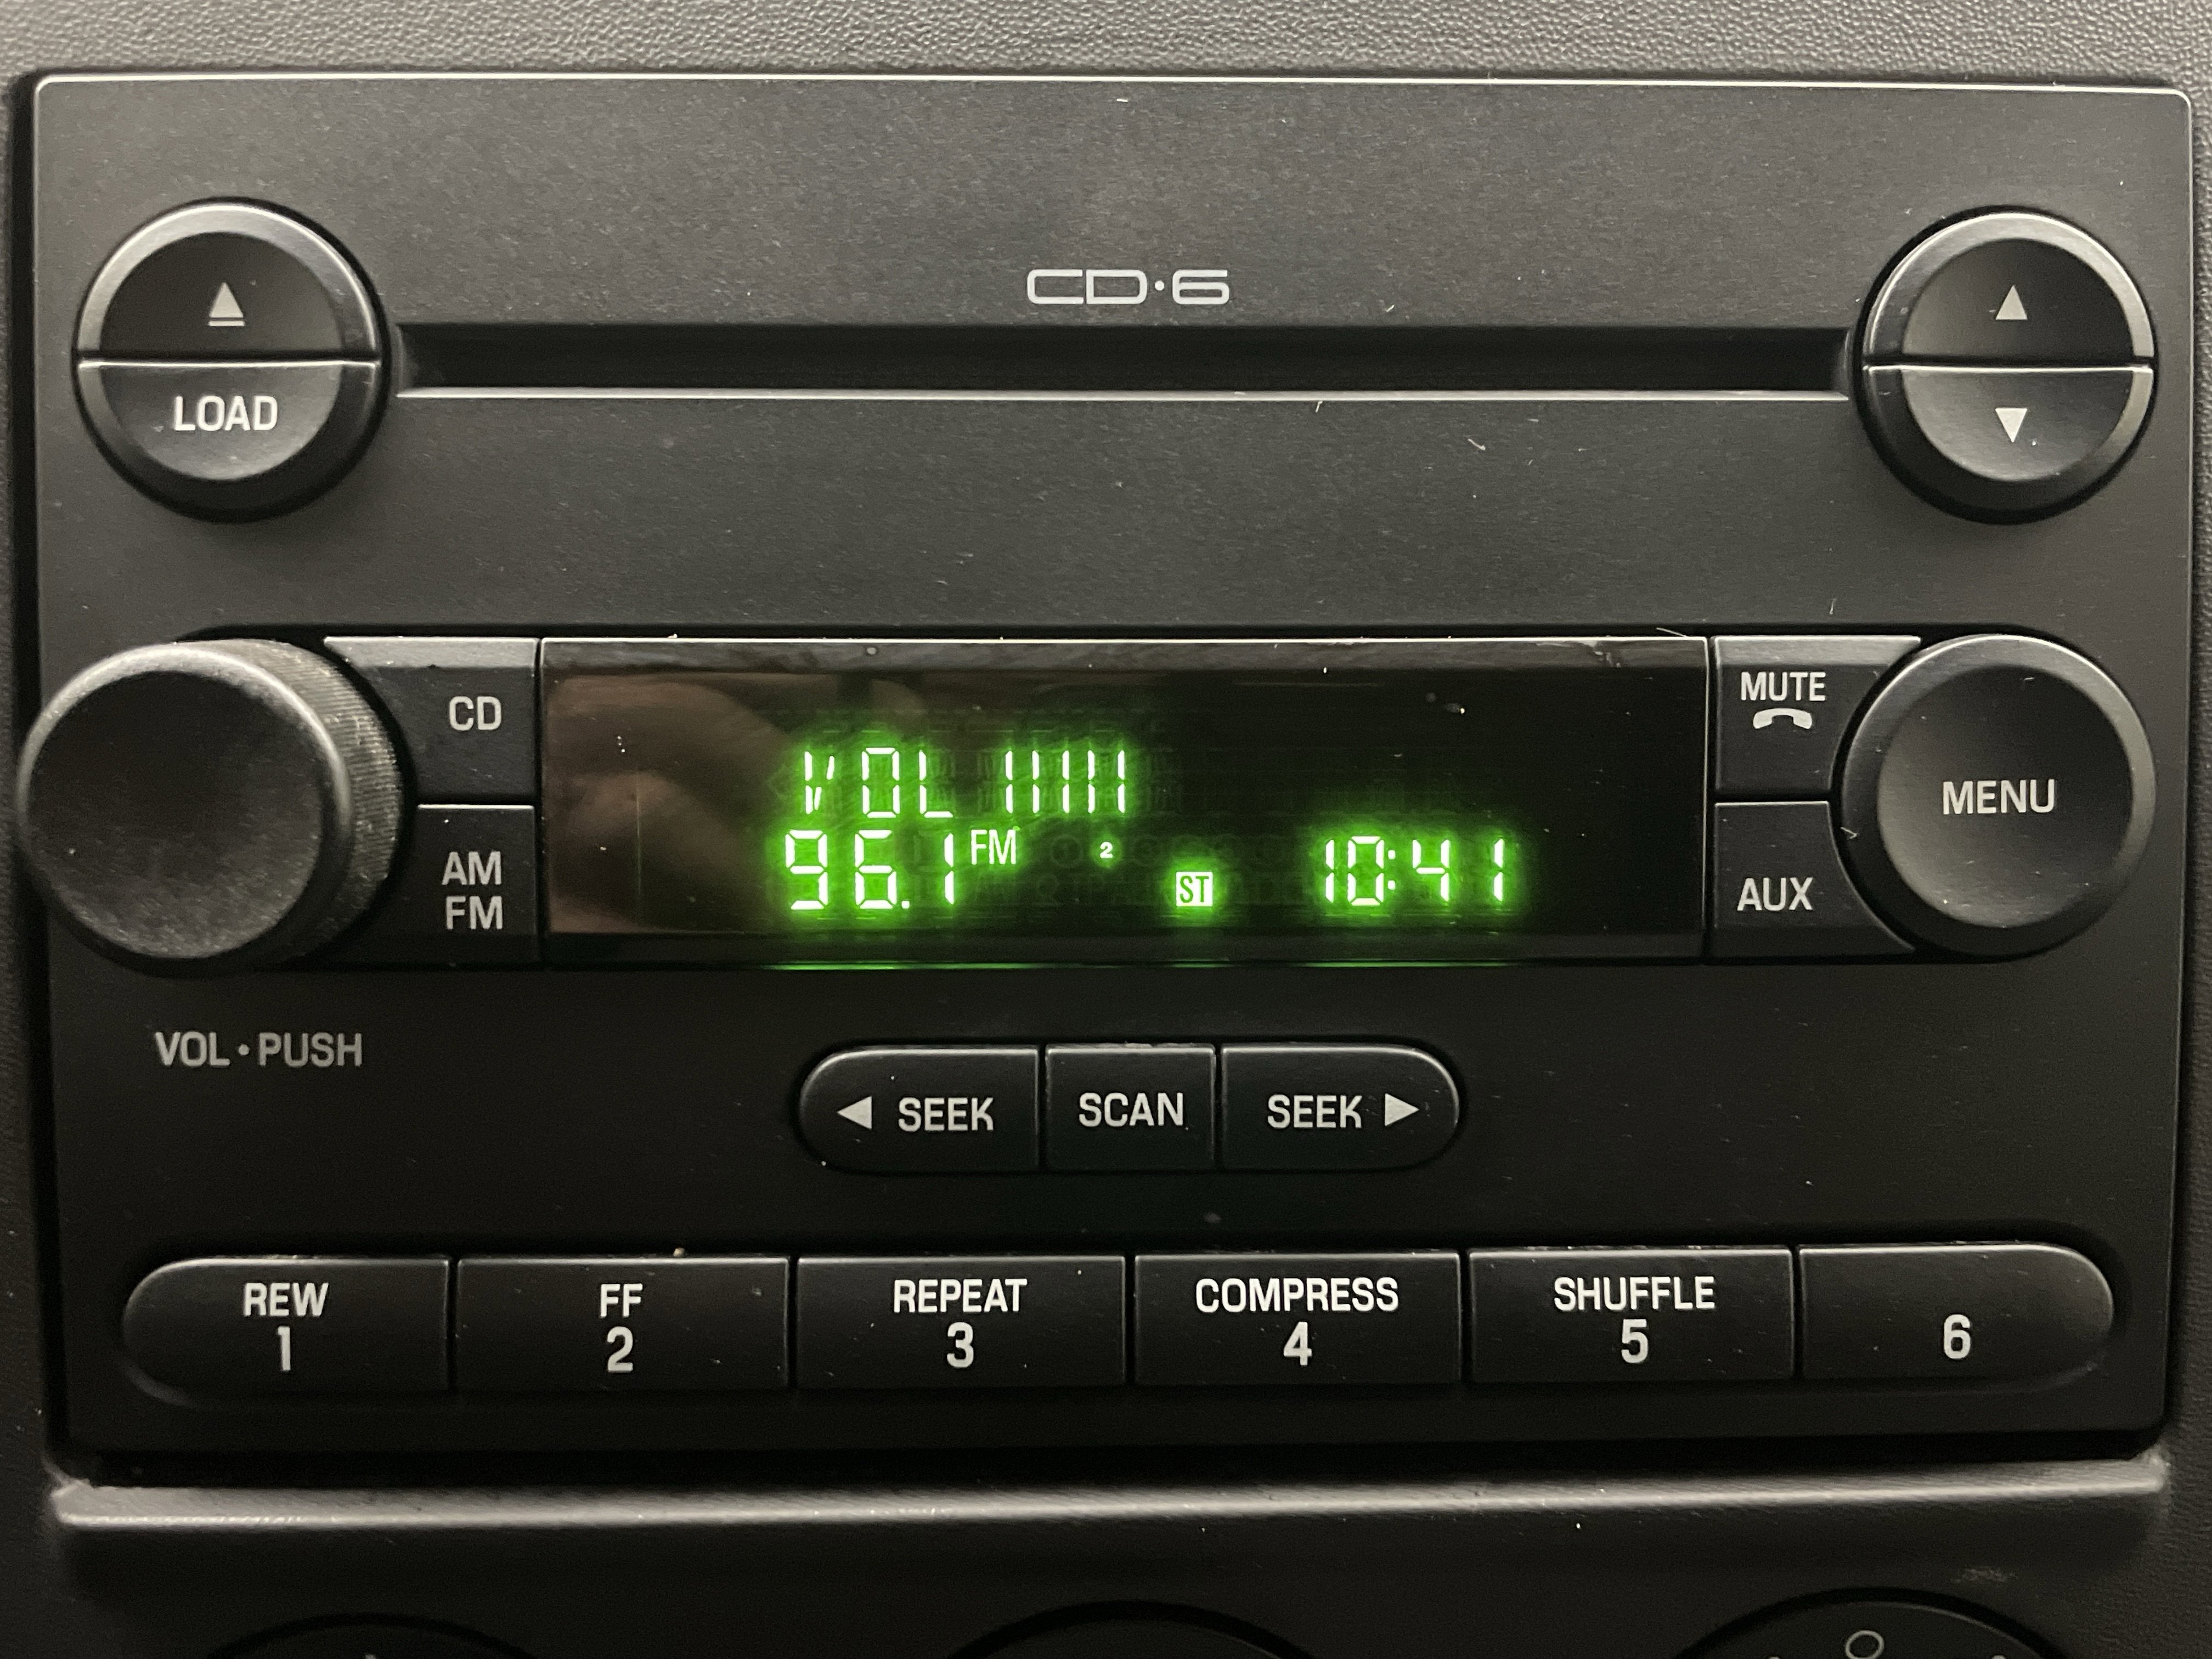 CD·6
LOAD
CD
AM
FM
VOL
96.1 FM 2 ST 10:41
MUTE
MENU
AUX
VOL · PUSH
SEEK SCAN SEEK
REW FF REPEAT COMPRESS SHUFFLE
1 2 3 4 5 6